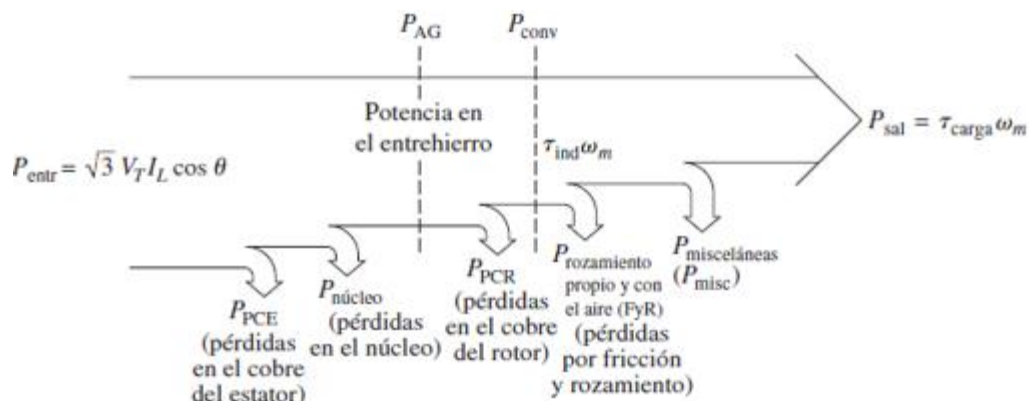 P_AG
P_conv
Potencia en
el entrehierro
P_entr = √3 V_T I_L cos θ
τ_ind ω_m
P_sal = τ_carga ω_m
P_PCE
(pérdidas
en el cobre
del estator)
P_núcleo
(pérdidas
en el núcleo)
P_PCR
(pérdidas
en el cobre
del rotor)
P_rozamiento
propio y con
el aire (FyR)
(pérdidas
por fricción
y rozamiento)
P_misceláneas
(P_misc)